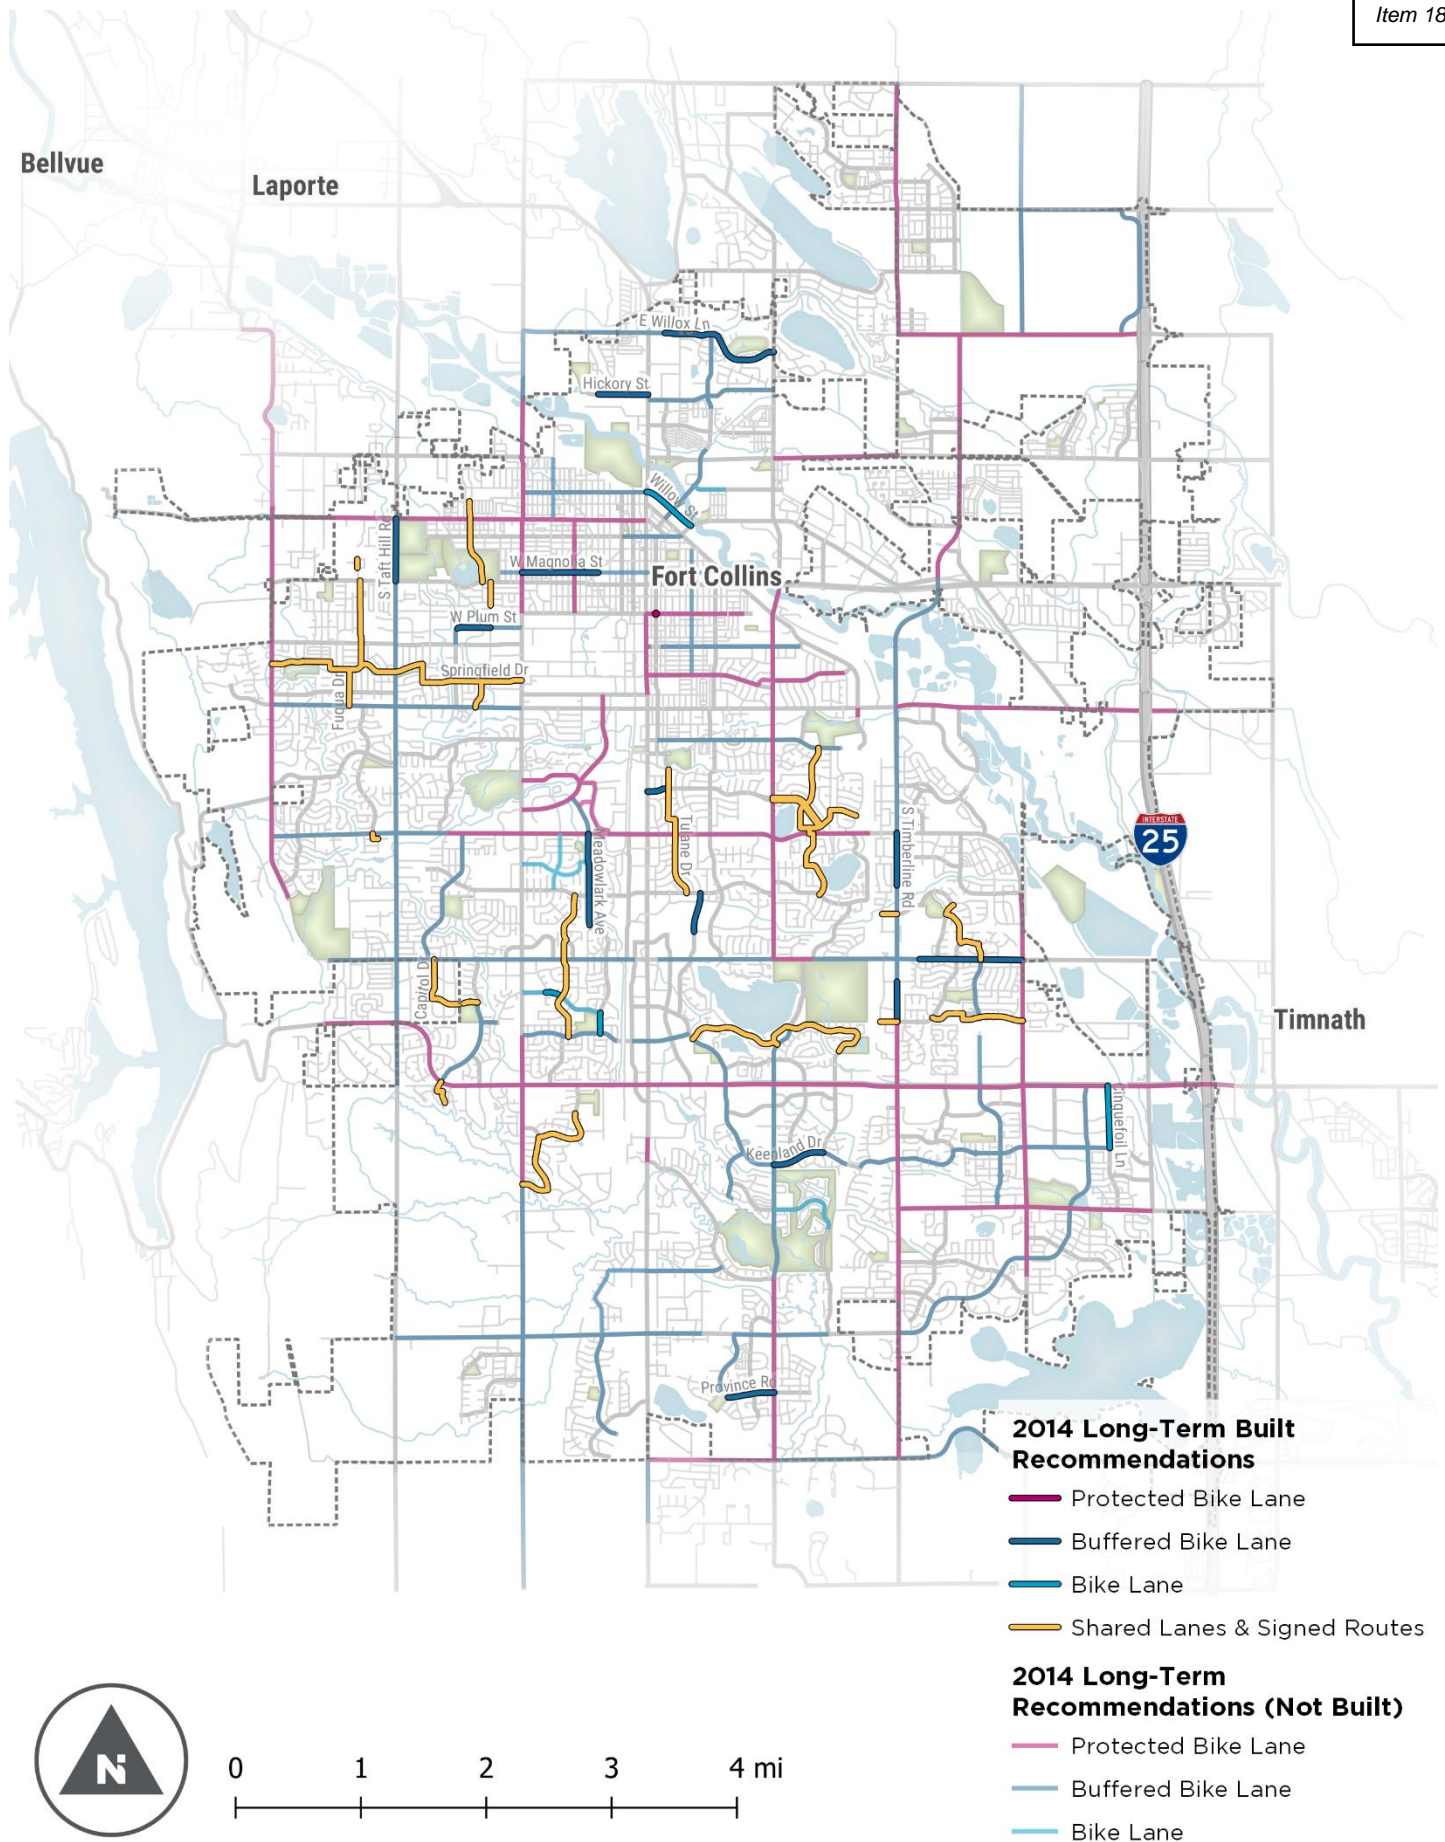 Item 18
Bellvue
Laporte
E Willox Ln
Hickory St
Willow St
S Taft Hill Rd
W Magnolia St
Fort Collins
W Plum St
Springfield Dr
Fuqua Dr
S Timberline Rd
INTERSTATE
25
Tulane Dr
Meadowlark Ave
Capitol Dr
Timnath
Cinquefoil Ln
Keenland Dr
Province Rd
2014 Long-Term Built
Recommendations
Protected Bike Lane
Buffered Bike Lane
Bike Lane
Shared Lanes & Signed Routes
2014 Long-Term
Recommendations (Not Built)
Protected Bike Lane
Buffered Bike Lane
Bike Lane
N
0 1 2 3 4 mi